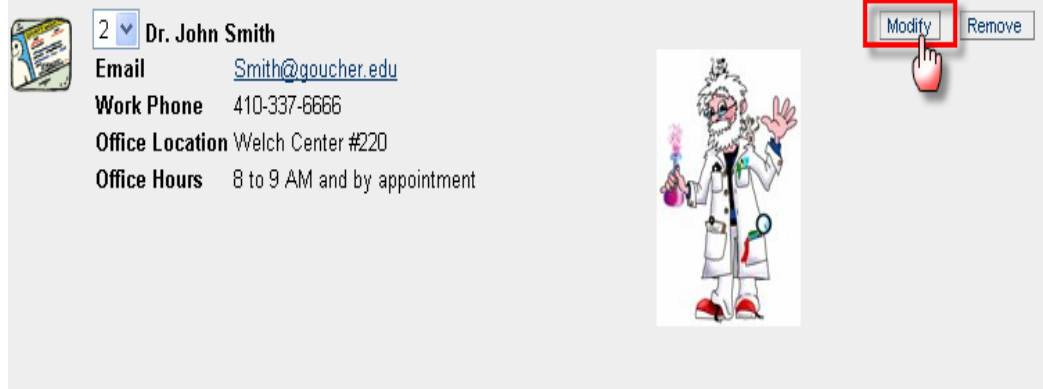 2 Dr. John Smith Modify Remove
Email Smith@goucher.edu
Work Phone 410-337-6666
Office Location Welch Center #220
Office Hours 8 to 9 AM and by appointment